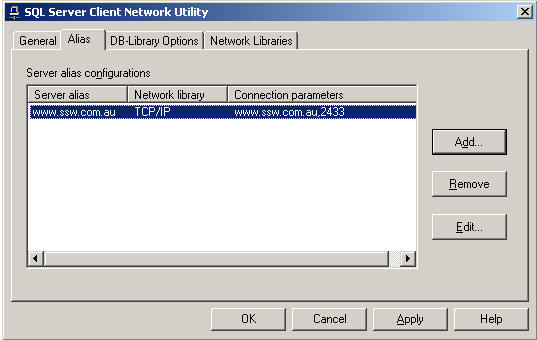 SQL Server Client Network Utility
General Alias DB-Library Options Network Libraries
Server alias configurations
Server alias Network library Connection parameters
www.ssw.com.au TCP/IP www.ssw.com.au,2433
Add...
Remove
Edit...
OK Cancel Apply Help